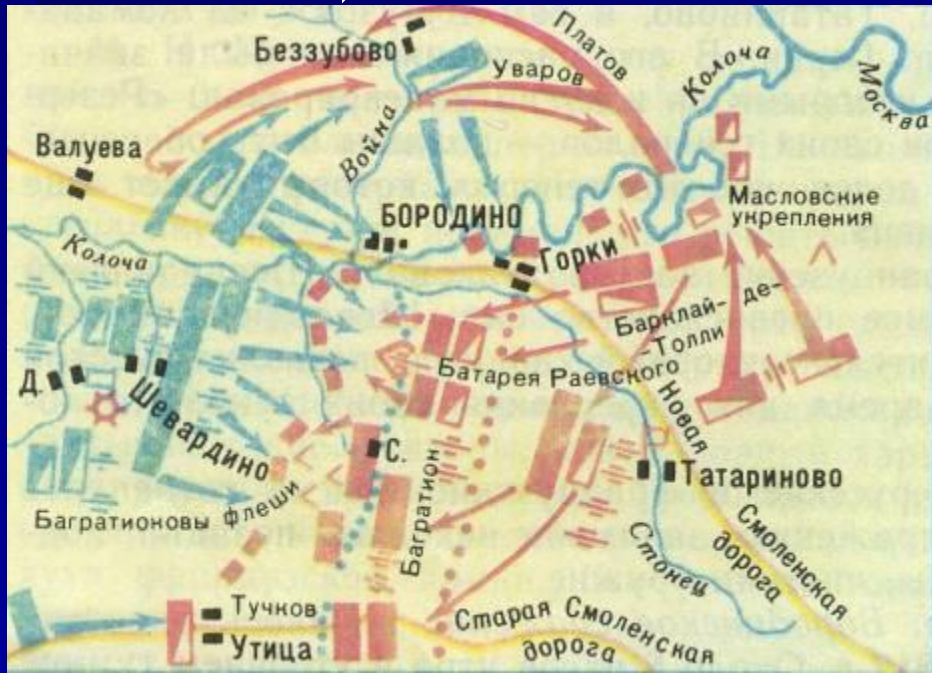 Беззубово
Платов
Уваров
Колоча
Москва
Война
Валуева
БОРОДИНО
Масловские
укрепления
Горки
Колоча
Барклай-де-
-Толли
Батарея Раевского
Д.
Шевардино
С.
Новая
Смоленская
дорога
Татариново
Багратионовы флеши
Багратион
Стонец
Тучков
Утица
Старая Смоленская
дорога